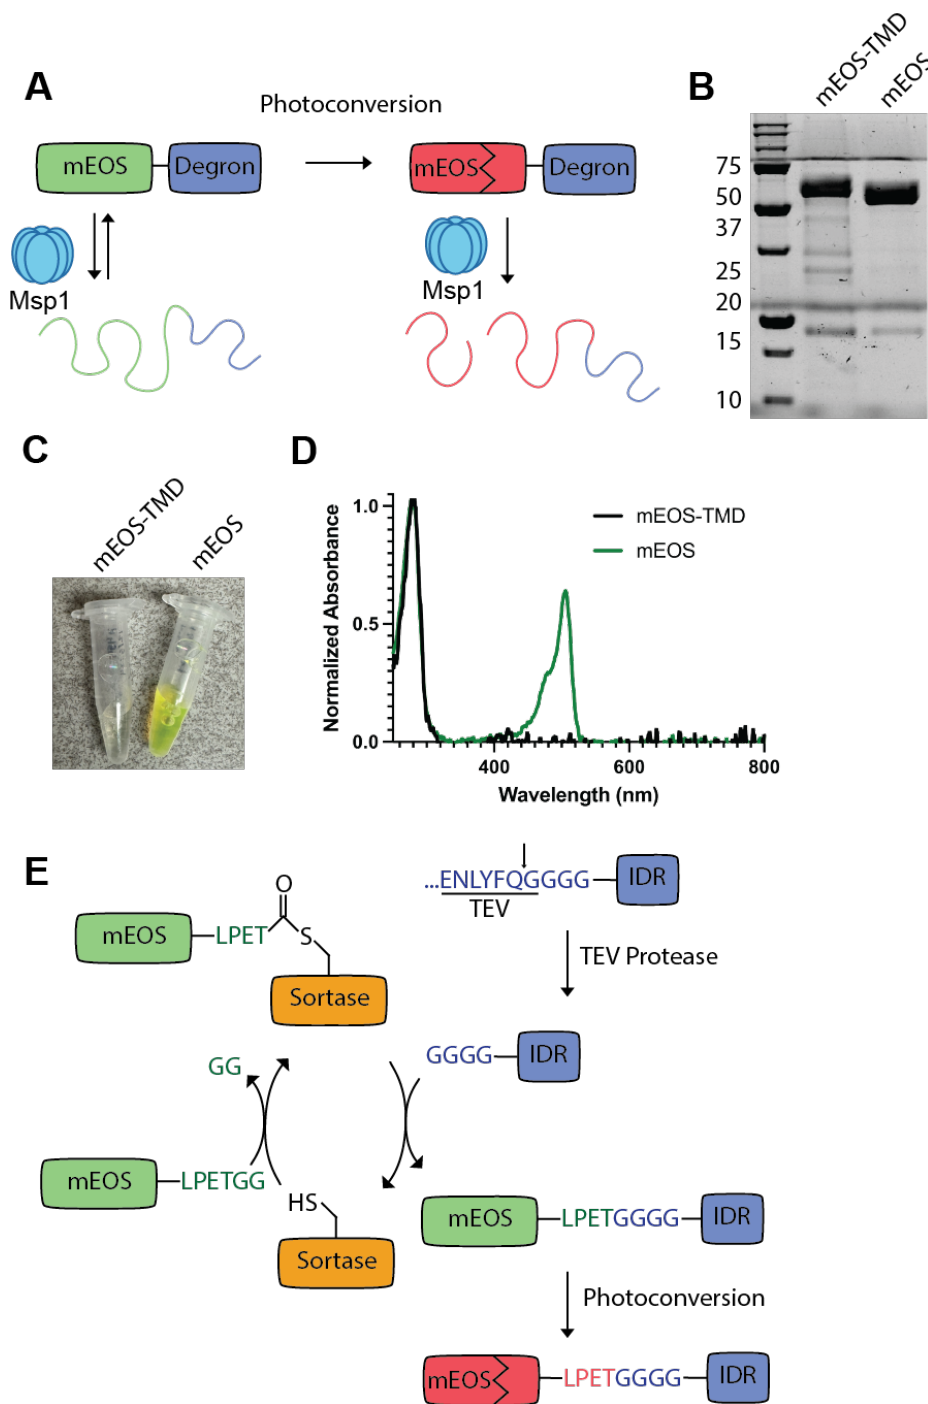 A
Photoconversion
mEOS
Degron
mEOS
Degron
Msp1
Msp1
B
mEOS-TMD
mEOS
75
50
37
25
20
15
10
C
mEOS-TMD
mEOS
D
Normalized Absorbance
1.0
0.5
0.0
mEOS-TMD
mEOS
400
600
800
Wavelength (nm)
E
...ENLYFQGGGG
IDR
TEV
TEV Protease
mEOS
LPET
O
S
Sortase
GGGG
IDR
GG
mEOS
LPETGG
HS
Sortase
mEOS
LPETGGGG
IDR
Photoconversion
mEOS
LPETGGGG
IDR